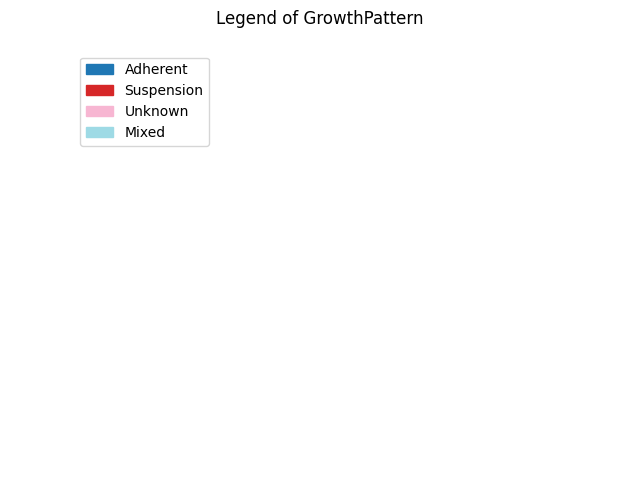 Legend of GrowthPattern
Adherent
Suspension
Unknown
Mixed